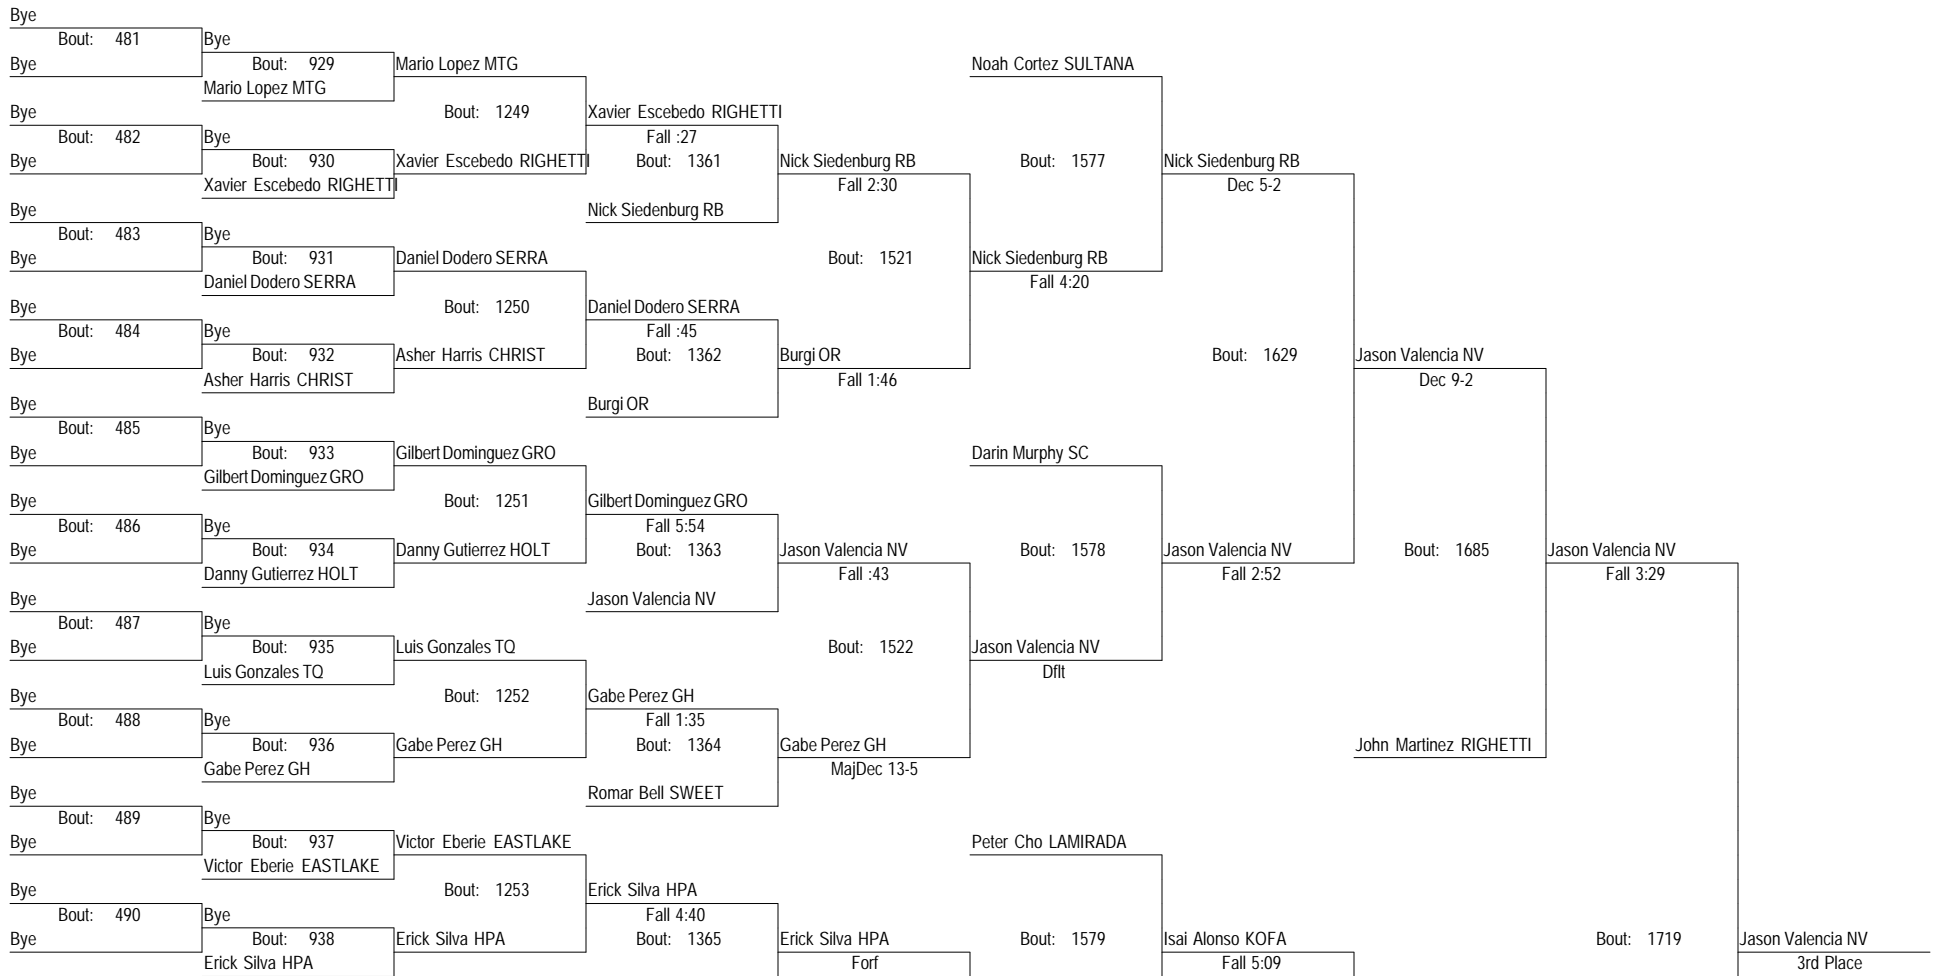 Bye
Bout: 481 Bye
Bye Bout: 929 Mario Lopez MTG Noah Cortez SULTANA
Mario Lopez MTG
Bye Bout: 1249 Xavier Escebedo RIGHETTI
Bout: 482 Bye Fall :27
Bye Bout: 930 Xavier Escebedo RIGHETTI Bout: 1361 Nick Siedenburg RB Bout: 1577 Nick Siedenburg RB
Xavier Escebedo RIGHETTI Fall 2:30 Dec 5-2
Bye Nick Siedenburg RB
Bout: 483 Bye
Bye Bout: 931 Daniel Dodero SERRA Bout: 1521 Nick Siedenburg RB
Daniel Dodero SERRA Fall 4:20
Bye Bout: 1250 Daniel Dodero SERRA
Bout: 484 Bye Fall :45
Bye Bout: 932 Asher Harris CHRIST Bout: 1362 Burgi OR Bout: 1629 Jason Valencia NV
Asher Harris CHRIST Fall 1:46 Dec 9-2
Bye Burgi OR
Bout: 485 Bye
Bye Bout: 933 Gilbert Dominguez GRO Darin Murphy SC
Gilbert Dominguez GRO
Bye Bout: 1251 Gilbert Dominguez GRO
Bout: 486 Bye Fall 5:54
Bye Bout: 934 Danny Gutierrez HOLT Bout: 1363 Jason Valencia NV Bout: 1578 Jason Valencia NV Bout: 1685 Jason Valencia NV
Danny Gutierrez HOLT Fall :43 Fall 2:52 Fall 3:29
Bye Jason Valencia NV
Bout: 487 Bye
Bye Bout: 935 Luis Gonzales TQ Bout: 1522 Jason Valencia NV
Luis Gonzales TQ Dflt
Bye Bout: 1252 Gabe Perez GH
Bout: 488 Bye Fall 1:35
Bye Bout: 936 Gabe Perez GH Bout: 1364 Gabe Perez GH John Martinez RIGHETTI
Gabe Perez GH MajDec 13-5
Bye Romar Bell SWEET
Bout: 489 Bye
Bye Bout: 937 Victor Eberie EASTLAKE Peter Cho LAMIRADA
Victor Eberie EASTLAKE
Bye Bout: 1253 Erick Silva HPA
Bout: 490 Bye Fall 4:40
Bye Bout: 938 Erick Silva HPA Bout: 1365 Erick Silva HPA Bout: 1579 Isai Alonso KOFA Bout: 1719 Jason Valencia NV
Erick Silva HPA Forf Fall 5:09 3rd Place